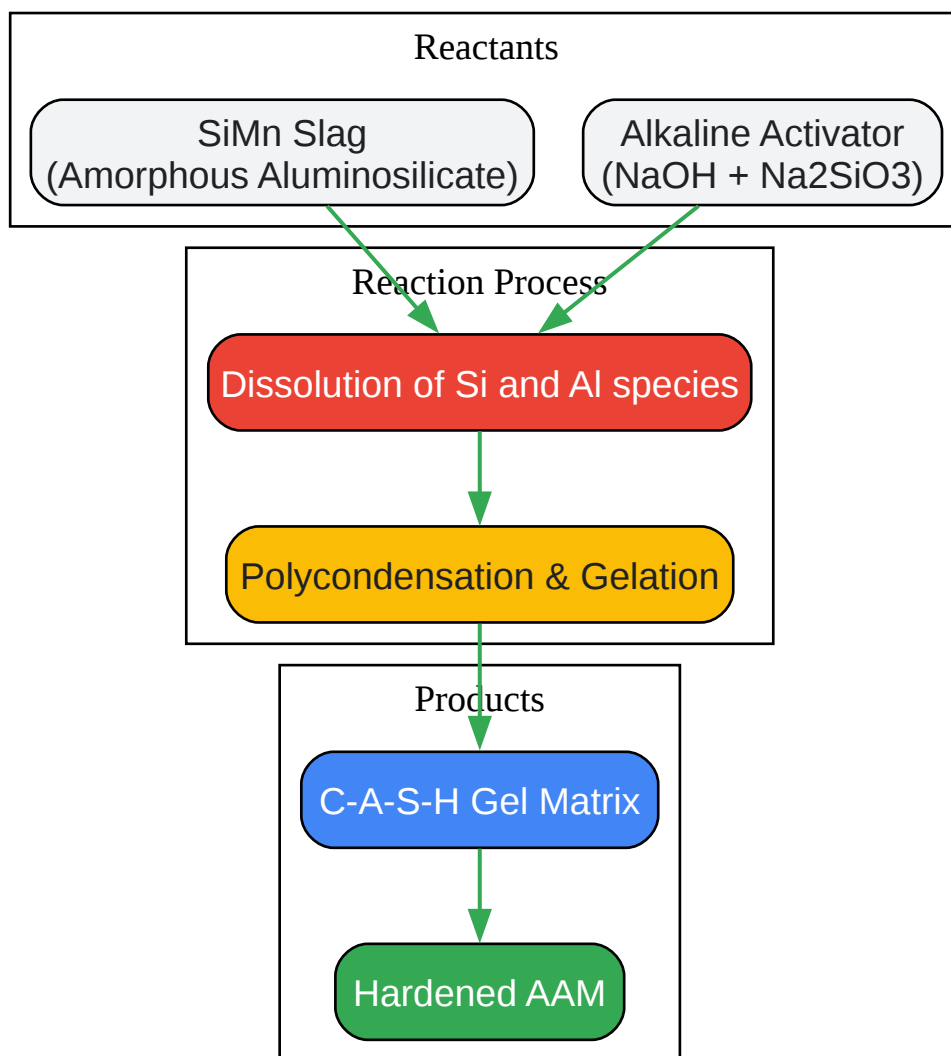 Reactants
SiMn Slag
(Amorphous Aluminosilicate)
Alkaline Activator
(NaOH + Na2SiO3)
Reaction Process
Dissolution of Si and Al species
Polycondensation & Gelation
Products
C-A-S-H Gel Matrix
Hardened AAM